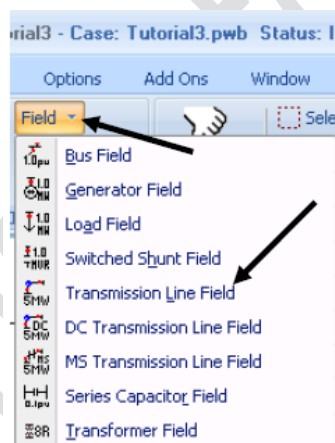 rial3 - Case: Tutorial3.pwb Status: I
Options Add Ons Window
Field
Sele
Bus Field
Generator Field
Load Field
Switched Shunt Field
Transmission Line Field
DC Transmission Line Field
MS Transmission Line Field
Series Capacitor Field
Transformer Field